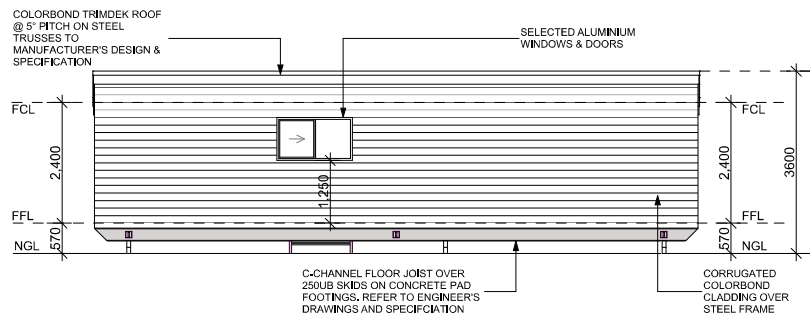 COLORBOND TRIMDEK ROOF
@ 5° PITCH ON STEEL
TRUSSES TO
MANUFACTURER'S DESIGN &
SPECIFICATION
SELECTED ALUMINIUM
WINDOWS & DOORS
FCL
FCL
2,400
2,400
3600
1,250
FFL
FFL
570
570
NGL
NGL
C-CHANNEL FLOOR JOIST OVER
250UB SKIDS ON CONCRETE PAD
FOOTINGS. REFER TO ENGINEER'S
DRAWINGS AND SPECIFCIATION
CORRUGATED
COLORBOND
CLADDING OVER
STEEL FRAME